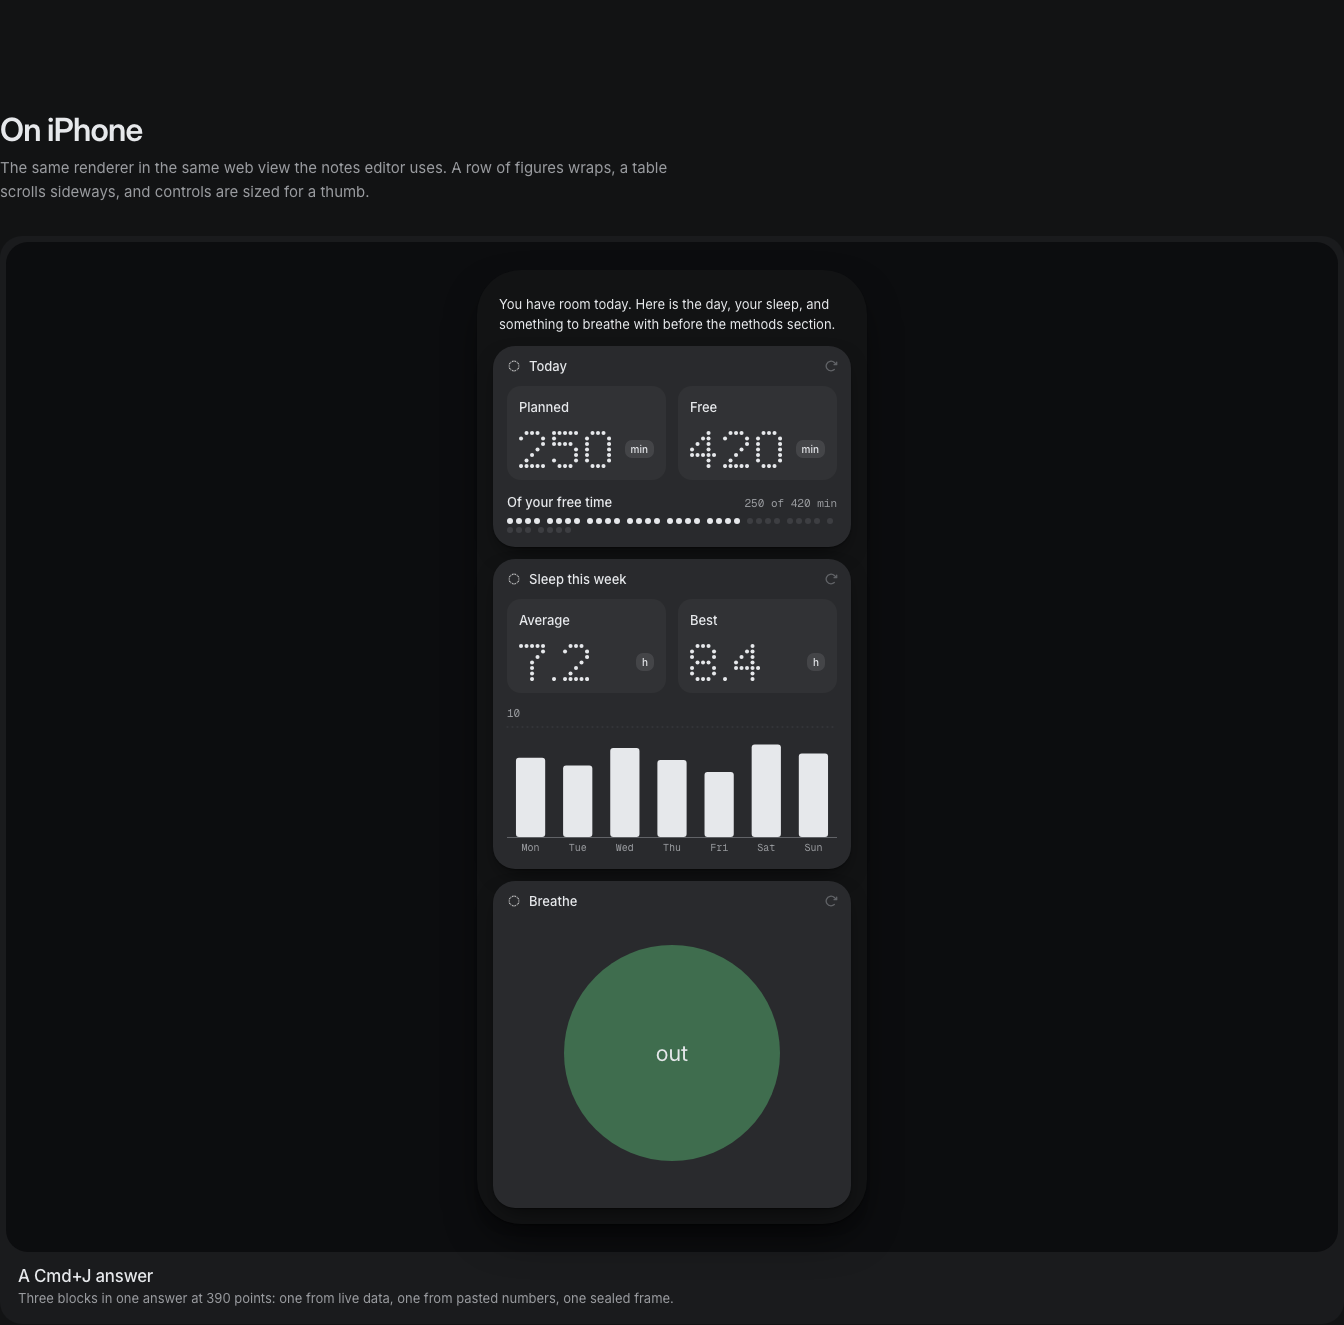 On iPhone
The same renderer in the same web view the notes editor uses. A row of figures wraps, a table
scrolls sideways, and controls are sized for a thumb.
You have room today. Here is the day, your sleep, and
something to breathe with before the methods section.
Today
Planned
Free
250 min
420 min
Of your free time
250 of 420 min
Sleep this week
Average
Best
7.2 h
8.4 h
10
Mon Tue Wed Thu Fri Sat Sun
Breathe
out
A Cmd+J answer
Three blocks in one answer at 390 points: one from live data, one from pasted numbers, one sealed frame.